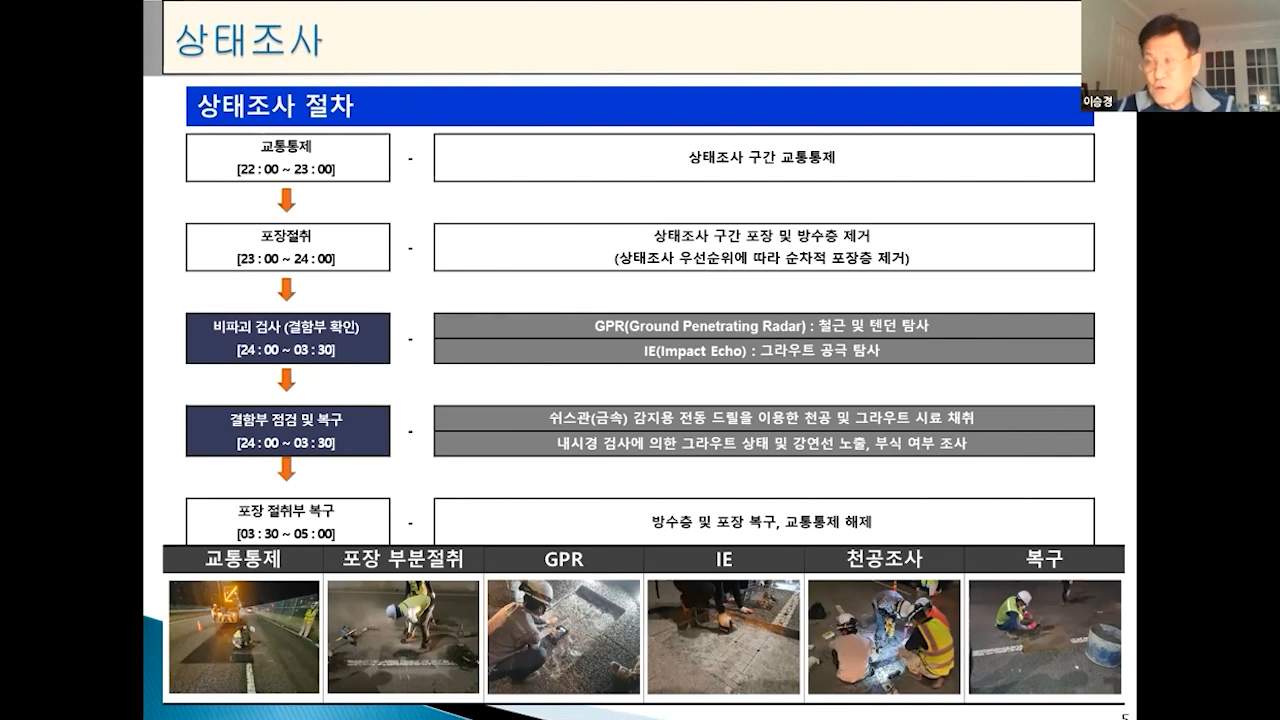 상태조사
이승경
상태조사 절차
교통통제
[22 : 00 ~ 23 : 00]
-
상태조사 구간 교통통제
포장절취
[23 : 00 ~ 24 : 00]
-
상태조사 구간 포장 및 방수층 제거
(상태조사 우선순위에 따라 순차적 포장층 제거)
비파괴 검사 (결함부 확인)
[24 : 00 ~ 03 : 30]
-
GPR(Ground Penetrating Radar) : 철근 및 텐던 탐사
IE(Impact Echo) : 그라우트 공극 탐사
결함부 점검 및 복구
[24 : 00 ~ 03 : 30]
-
쉬스관(금속) 감지용 전동 드릴을 이용한 천공 및 그라우트 시료 채취
내시경 검사에 의한 그라우트 상태 및 강연선 노출, 부식 여부 조사
포장 절취부 복구
[03 : 30 ~ 05 : 00]
-
방수층 및 포장 복구, 교통통제 해제
교통통제
포장 부분절취
GPR
IE
천공조사
복구
5